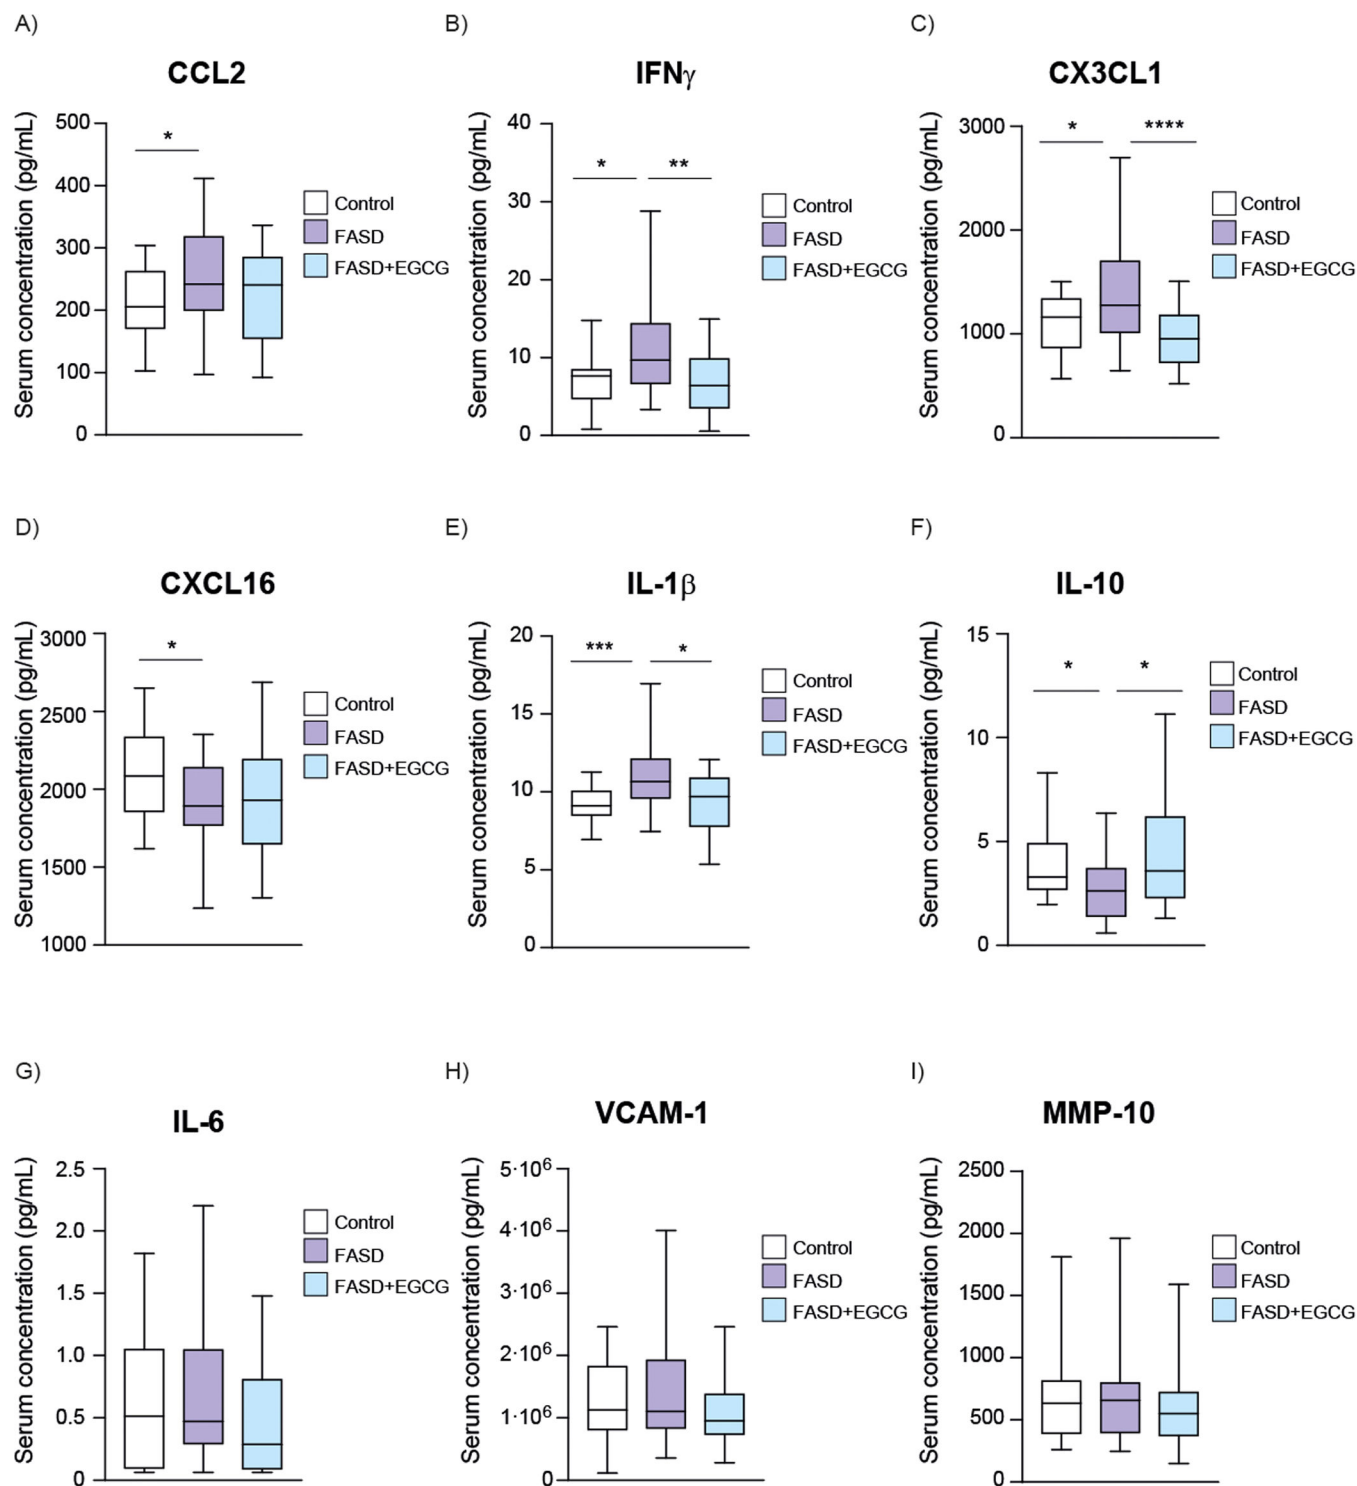 A)
CCL2
Serum concentration (pg/mL)
500
400
300
200
100
0
*
Control
FASD
FASD+EGCG
B)
IFNγ
Serum concentration (pg/mL)
40
30
20
10
0
*
**
Control
FASD
FASD+EGCG
C)
CX3CL1
Serum concentration (pg/mL)
3000
2000
1000
0
*
****
Control
FASD
FASD+EGCG
D)
CXCL16
Serum concentration (pg/mL)
3000
2500
2000
1500
1000
*
Control
FASD
FASD+EGCG
E)
IL-1β
Serum concentration (pg/mL)
20
15
10
5
0
***
*
Control
FASD
FASD+EGCG
F)
IL-10
Serum concentration (pg/mL)
15
10
5
0
*
*
Control
FASD
FASD+EGCG
G)
IL-6
Serum concentration (pg/mL)
2.5
2.0
1.5
1.0
0.5
0
Control
FASD
FASD+EGCG
H)
VCAM-1
Serum concentration (pg/mL)
5·10⁶
4·10⁶
3·10⁶
2·10⁶
1·10⁶
0
Control
FASD
FASD+EGCG
I)
MMP-10
Serum concentration (pg/mL)
2500
2000
1500
1000
500
0
Control
FASD
FASD+EGCG